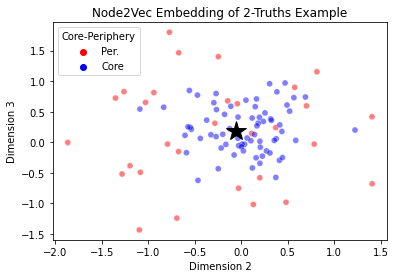 Node2Vec Embedding of 2-Truths Example
Core-Periphery
Per.
Core
Dimension 3
1.5
1.0
0.5
0.0
−0.5
−1.0
−1.5
−2.0 −1.5 −1.0 −0.5 0.0 0.5 1.0 1.5
Dimension 2